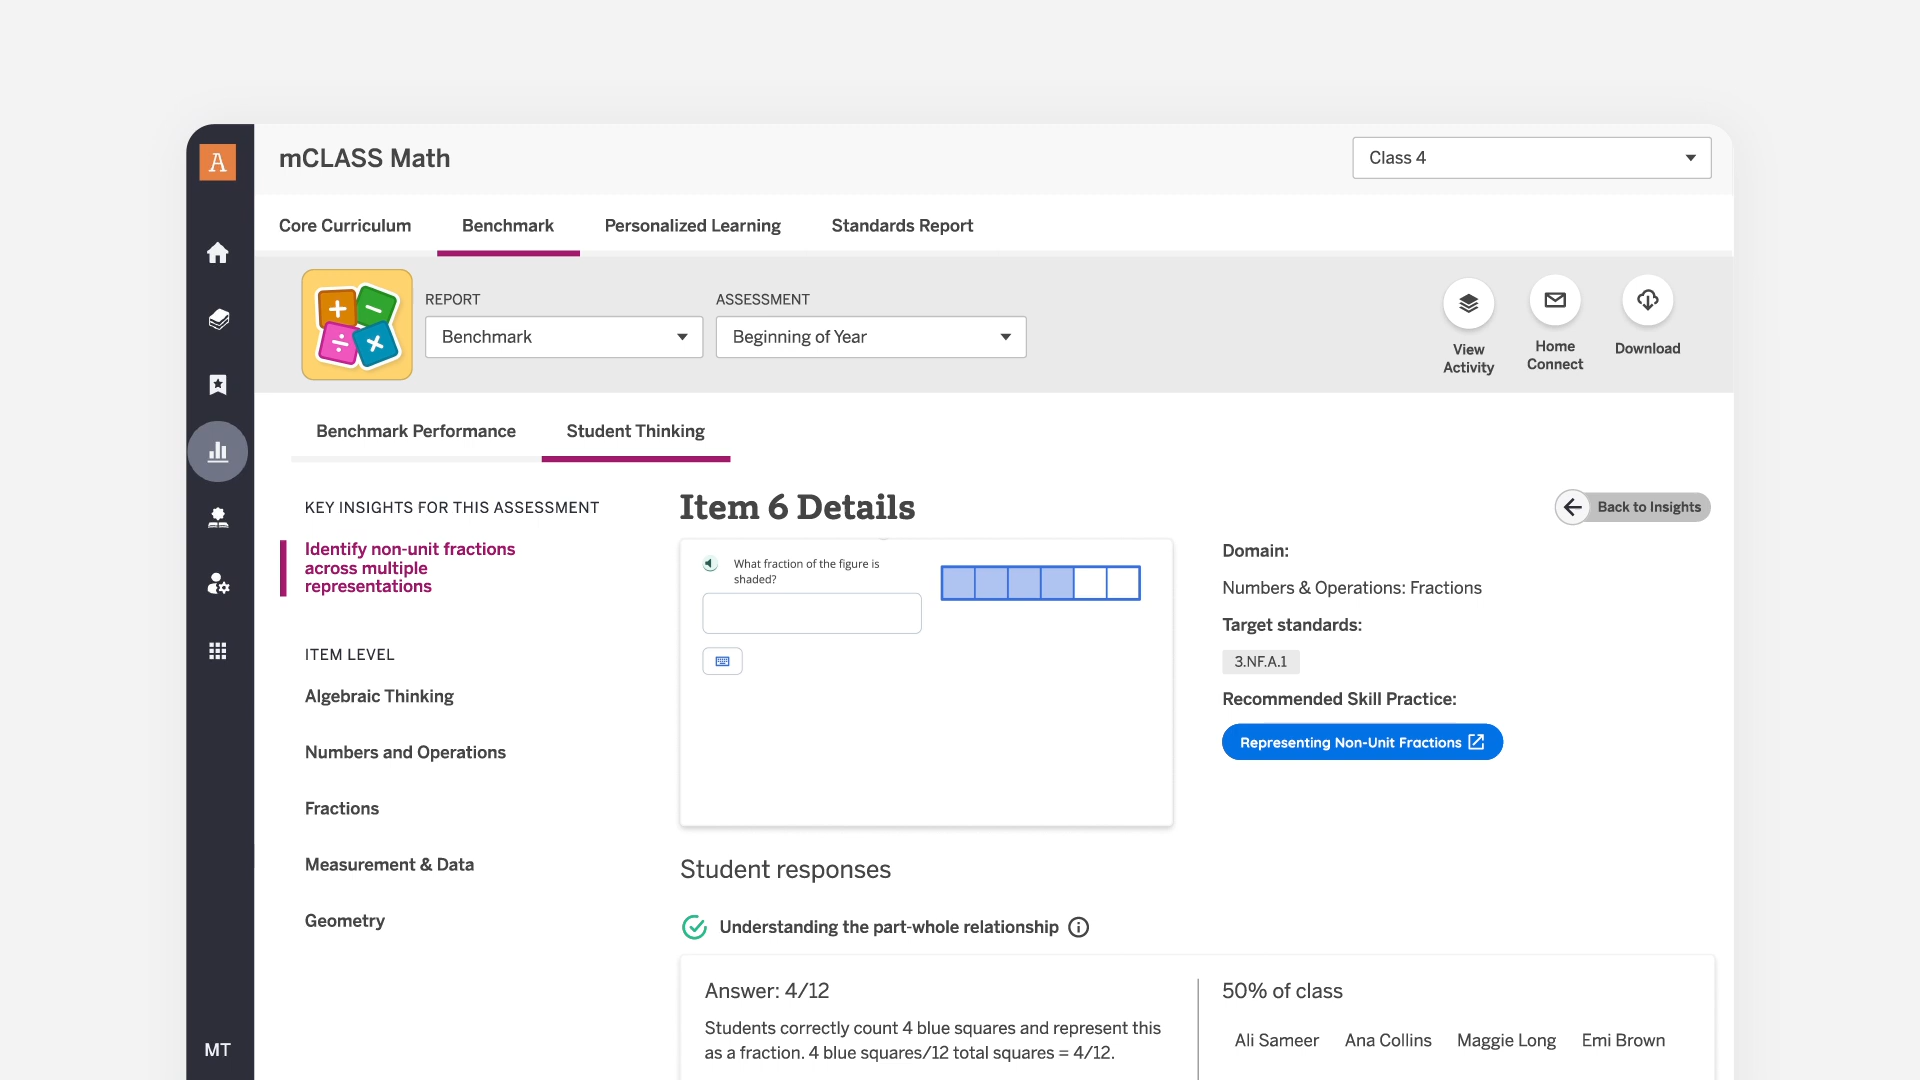 A
mCLASS Math
Class 4
Core Curriculum
Benchmark
Personalized Learning
Standards Report
REPORT
Benchmark
ASSESSMENT
Beginning of Year
View
Activity
Home
Connect
Download
Benchmark Performance
Student Thinking
KEY INSIGHTS FOR THIS ASSESSMENT
Identify non-unit fractions
across multiple
representations
ITEM LEVEL
Algebraic Thinking
Numbers and Operations
Fractions
Measurement & Data
Geometry
MT
Item 6 Details
Back to Insights
What fraction of the figure is
shaded?
Domain:
Numbers & Operations: Fractions
Target standards:
3.NF.A.1
Recommended Skill Practice:
Representing Non-Unit Fractions
Student responses
Understanding the part-whole relationship
Answer: 4/12
Students correctly count 4 blue squares and represent this
as a fraction. 4 blue squares/12 total squares = 4/12.
50% of class
Ali Sameer
Ana Collins
Maggie Long
Emi Brown